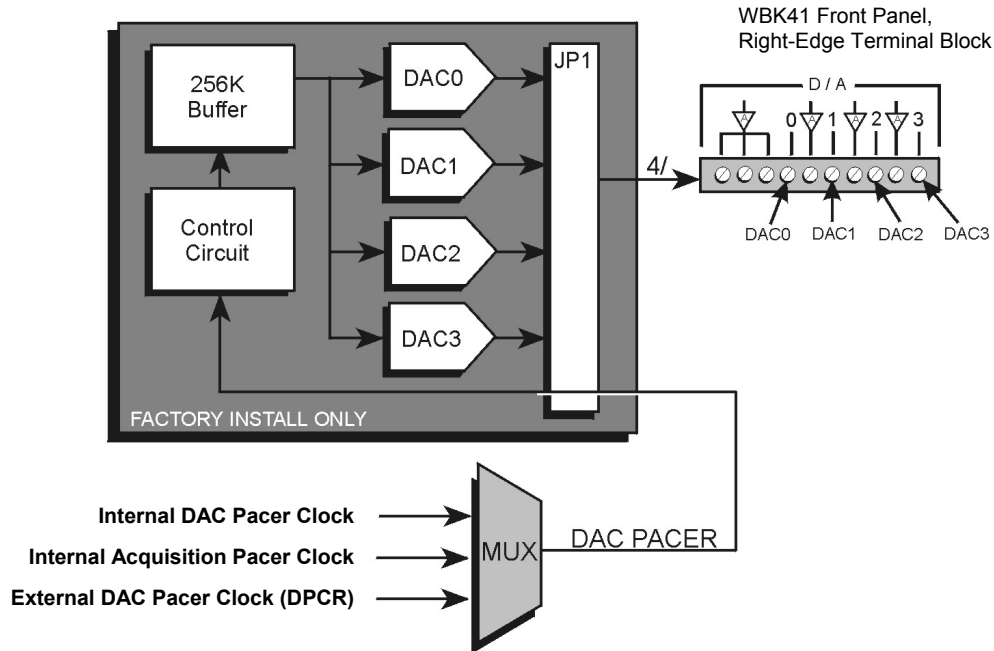 WBK41 Front Panel,
Right-Edge Terminal Block
256K
Buffer
Control
Circuit
DAC0
DAC1
DAC2
DAC3
JP1
4/
D / A
A
0
A
1
A
2
A
3
DAC0
DAC1
DAC2
DAC3
FACTORY INSTALL ONLY
Internal DAC Pacer Clock
Internal Acquisition Pacer Clock
External DAC Pacer Clock (DPCR)
MUX
DAC PACER